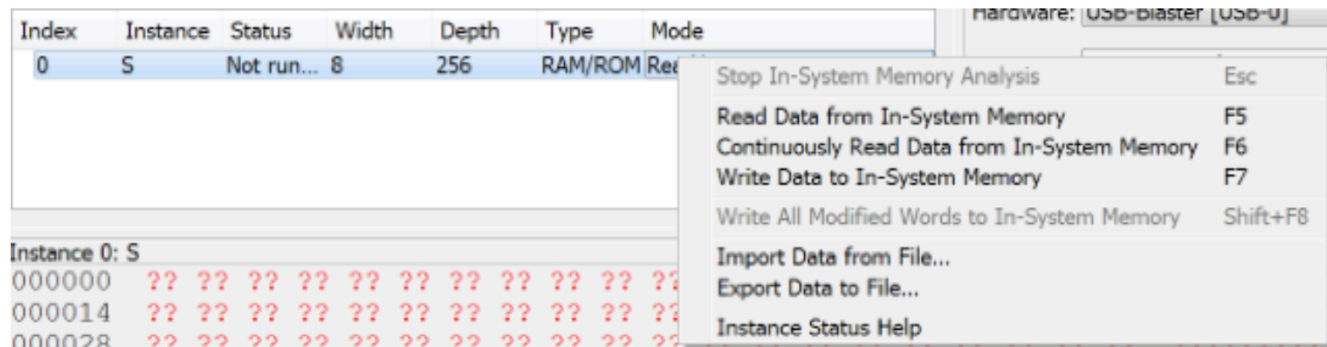 Hardware: USB-Blaster [USB-0]
Index Instance Status Width Depth Type Mode
0 S Not run... 8 256 RAM/ROM
Stop In-System Memory Analysis Esc
Read Data from In-System Memory F5
Continuously Read Data from In-System Memory F6
Write Data to In-System Memory F7
Write All Modified Words to In-System Memory Shift+F8
Import Data from File...
Export Data to File...
Instance Status Help
Instance 0: S
000000 ?? ?? ?? ?? ?? ?? ?? ?? ?? ?? ??
000014 ?? ?? ?? ?? ?? ?? ?? ?? ?? ?? ??
000028 ?? ?? ?? ?? ?? ?? ?? ?? ?? ?? ??